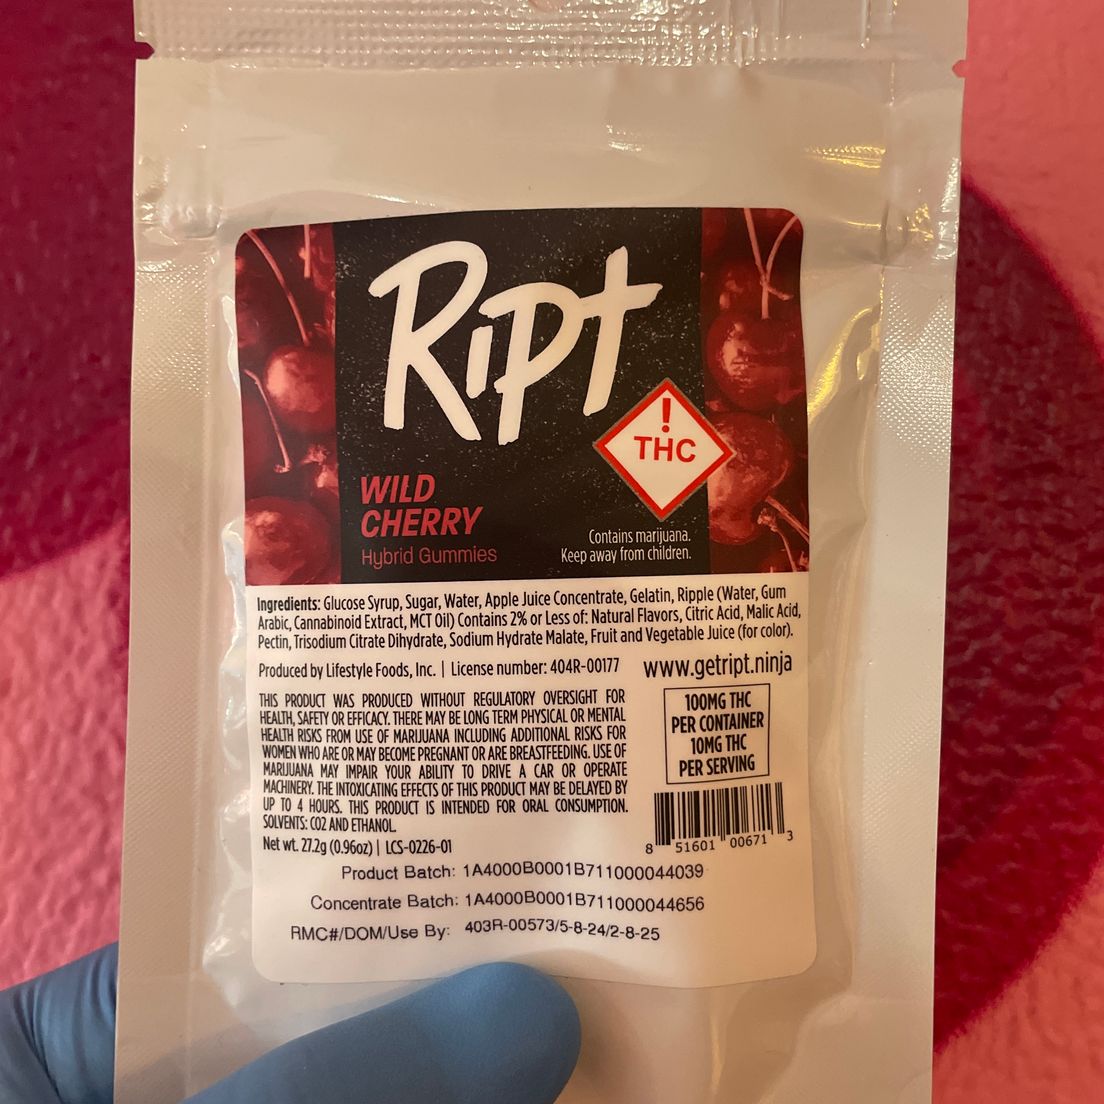 Ript
!
THC
WILD
CHERRY
Hybrid Gummies
Contains marijuana.
Keep away from children.
Ingredients: Glucose Syrup, Sugar, Water, Apple Juice Concentrate, Gelatin, Ripple (Water, Gum
Arabic, Cannabinoid Extract, MCT Oil) Contains 2% or Less of: Natural Flavors, Citric Acid, Malic Acid,
Pectin, Trisodium Citrate Dihydrate, Sodium Hydrate Malate, Fruit and Vegetable Juice (for color).
Produced by Lifestyle Foods, Inc. | License number: 404R-00177
www.getript.ninja
THIS PRODUCT WAS PRODUCED WITHOUT REGULATORY OVERSIGHT FOR
HEALTH, SAFETY OR EFFICACY. THERE MAY BE LONG TERM PHYSICAL OR MENTAL
HEALTH RISKS FROM USE OF MARIJUANA INCLUDING ADDITIONAL RISKS FOR
WOMEN WHO ARE OR MAY BECOME PREGNANT OR ARE BREASTFEEDING. USE OF
MARIJUANA MAY IMPAIR YOUR ABILITY TO DRIVE A CAR OR OPERATE
MACHINERY. THE INTOXICATING EFFECTS OF THIS PRODUCT MAY BE DELAYED BY
UP TO 4 HOURS. THIS PRODUCT IS INTENDED FOR ORAL CONSUMPTION.
SOLVENTS: CO2 AND ETHANOL.
Net wt. 27.2g (0.96oz) | LCS-0226-01
100MG THC
PER CONTAINER
10MG THC
PER SERVING
8 51601 00671 3
Product Batch: 1A4000B0001B711000044039
Concentrate Batch: 1A4000B0001B711000044656
RMC#/DOM/Use By: 403R-00573/5-8-24/2-8-25